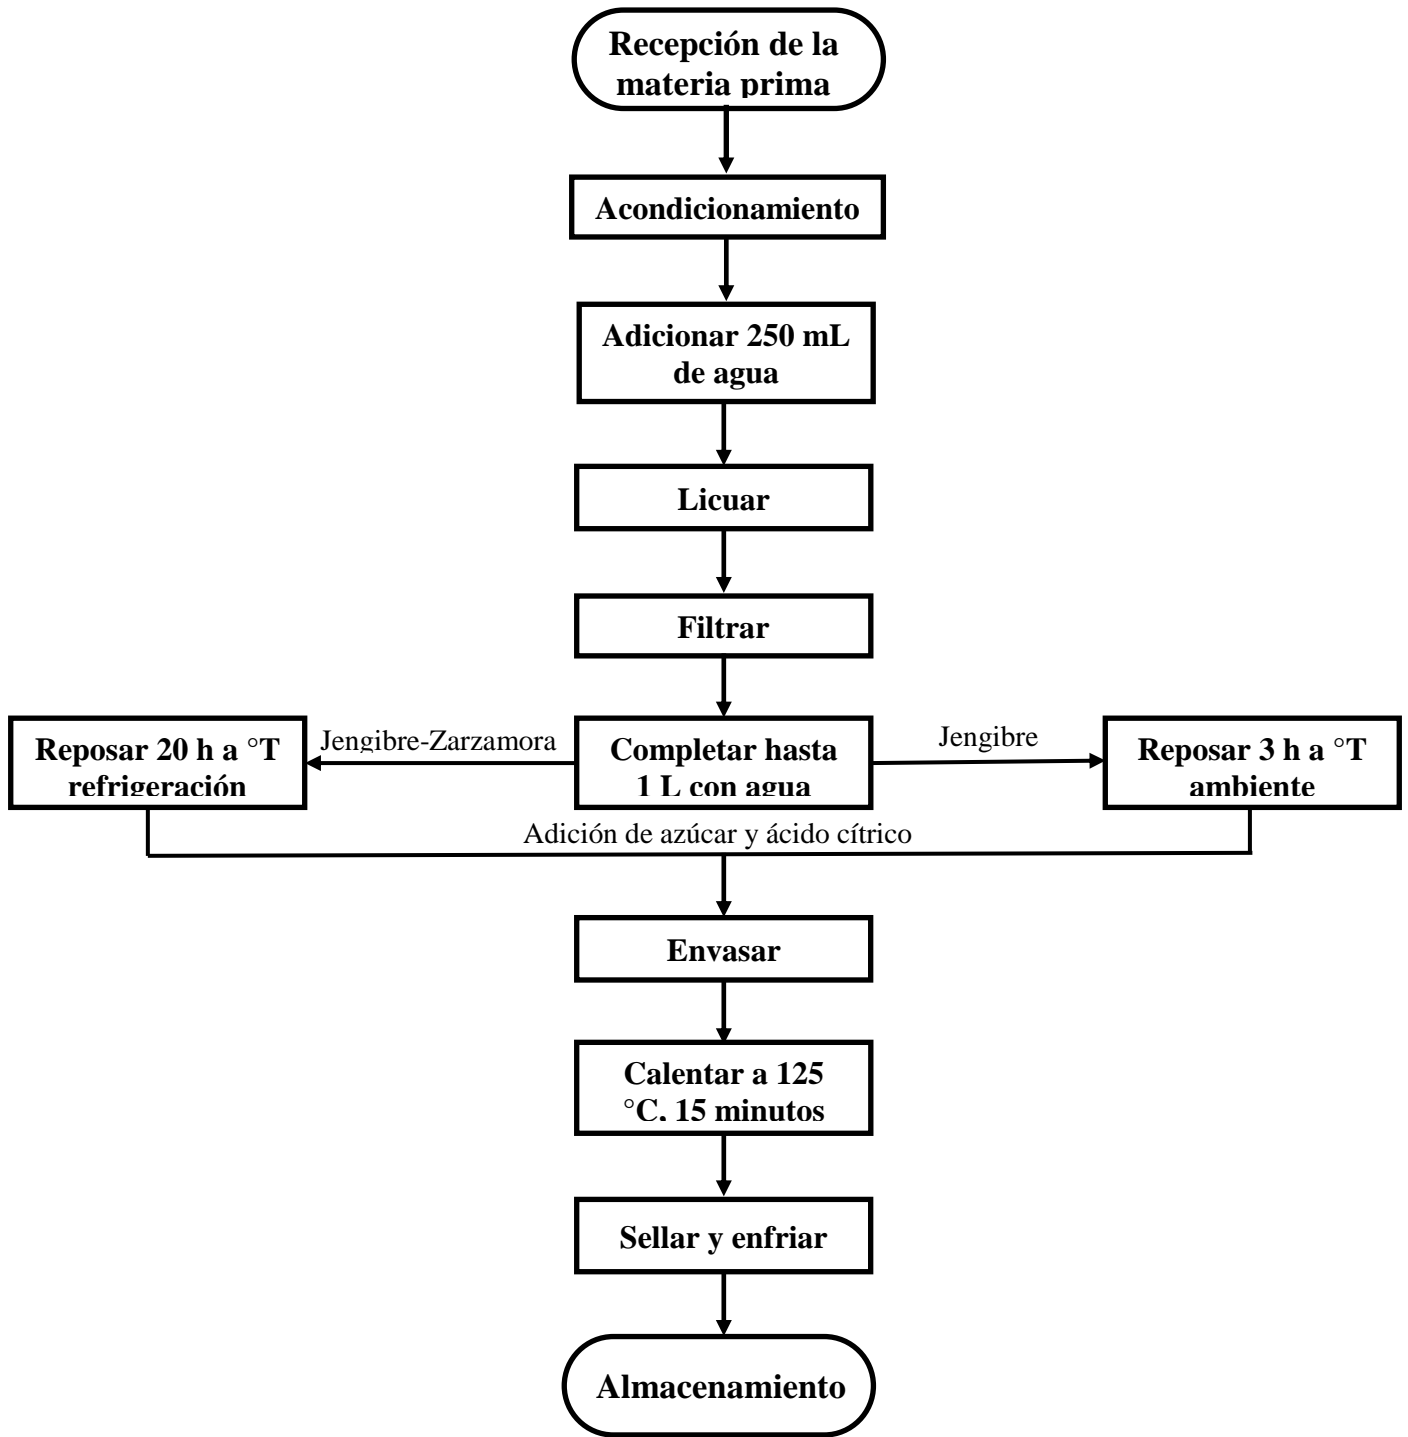 Recepción de la
materia prima
Acondicionamiento
Adicionar 250 mL
de agua
Licuar
Filtrar
Reposar 20 h a °T
refrigeración
Jengibre-Zarzamora
Completar hasta
1 L con agua
Jengibre
Reposar 3 h a °T
ambiente
Adición de azúcar y ácido cítrico
Envasar
Calentar a 125
°C, 15 minutos
Sellar y enfriar
Almacenamiento